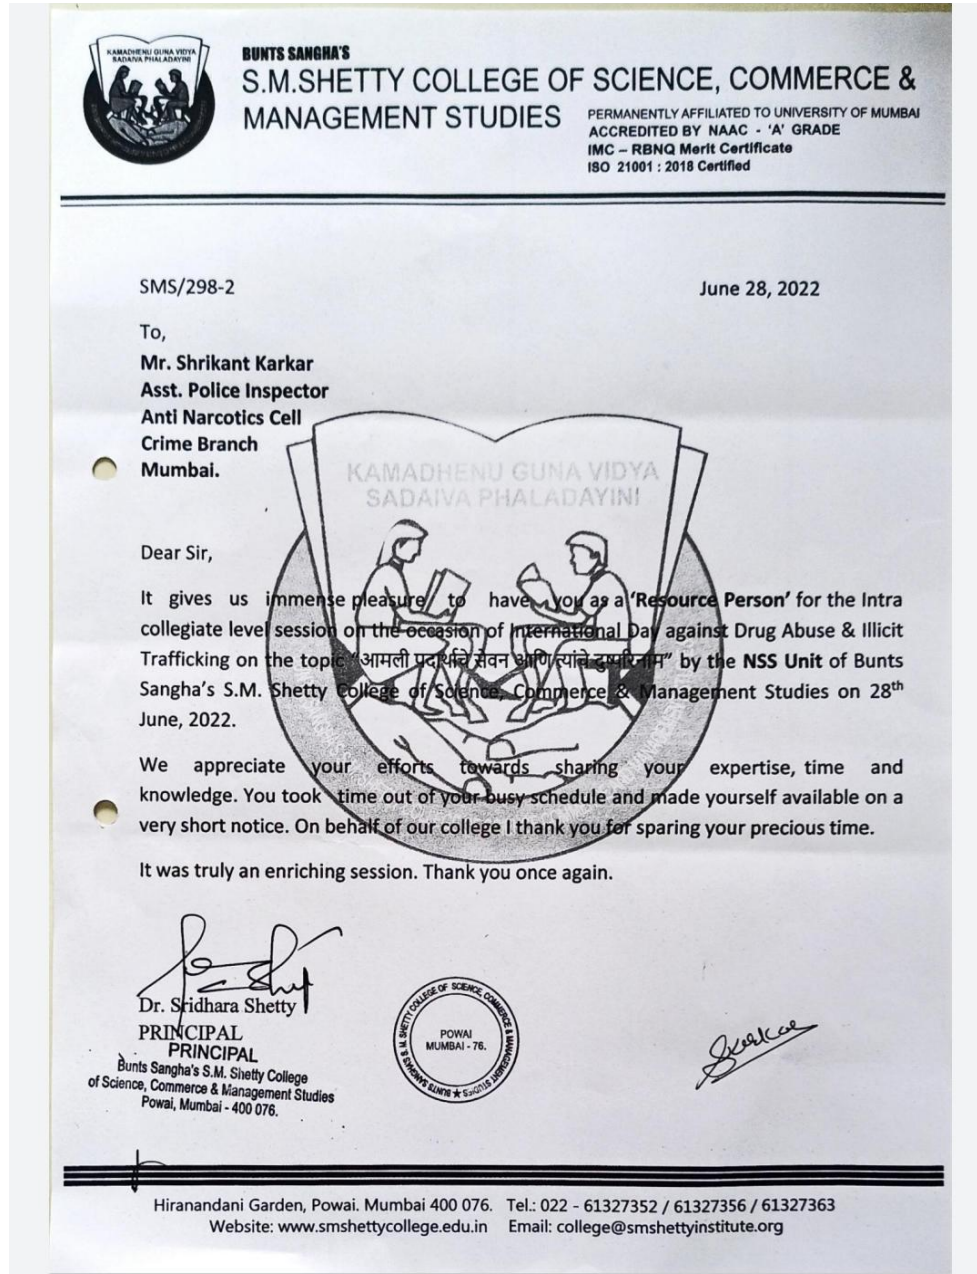 KAMADHENU GUNA VIDYA
SADAIVA PHALADAYINI
BUNTS SANGHA'S
S.M.SHETTY COLLEGE OF SCIENCE, COMMERCE &
MANAGEMENT STUDIES
PERMANENTLY AFFILIATED TO UNIVERSITY OF MUMBAI
ACCREDITED BY NAAC - 'A' GRADE
IMC – RBNQ Merit Certificate
ISO 21001 : 2018 Certified
SMS/298-2
June 28, 2022
To,
Mr. Shrikant Karkar
Asst. Police Inspector
Anti Narcotics Cell
Crime Branch
Mumbai.
KAMADHENU GUNA VIDYA
SADAIVA PHALADAYINI
Dear Sir,
It gives us immense pleasure to have you as a 'Resource Person' for the Intra
collegiate level session on the occasion of International Day against Drug Abuse & Illicit
Trafficking on the topic "आमली पदार्थाचे सेवन आणि त्यांचे दुष्परिनाम" by the NSS Unit of Bunts
Sangha's S.M. Shetty College of Science, Commerce & Management Studies on 28th
June, 2022.
We appreciate your efforts towards sharing your expertise, time and
knowledge. You took time out of your busy schedule and made yourself available on a
very short notice. On behalf of our college I thank you for sparing your precious time.
It was truly an enriching session. Thank you once again.
Dr. Sridhara Shetty
PRINCIPAL
PRINCIPAL
Bunts Sangha's S.M. Shetty College
of Science, Commerce & Management Studies
Powai, Mumbai - 400 076.
BUNTS SANGHA'S S.M. SHETTY COLLEGE OF SCIENCE, COMMERCE & MANAGEMENT STUDIES ★
POWAI
MUMBAI - 76.
Hiranandani Garden, Powai. Mumbai 400 076. Tel.: 022 - 61327352 / 61327356 / 61327363
Website: www.smshettycollege.edu.in Email: college@smshettyinstitute.org